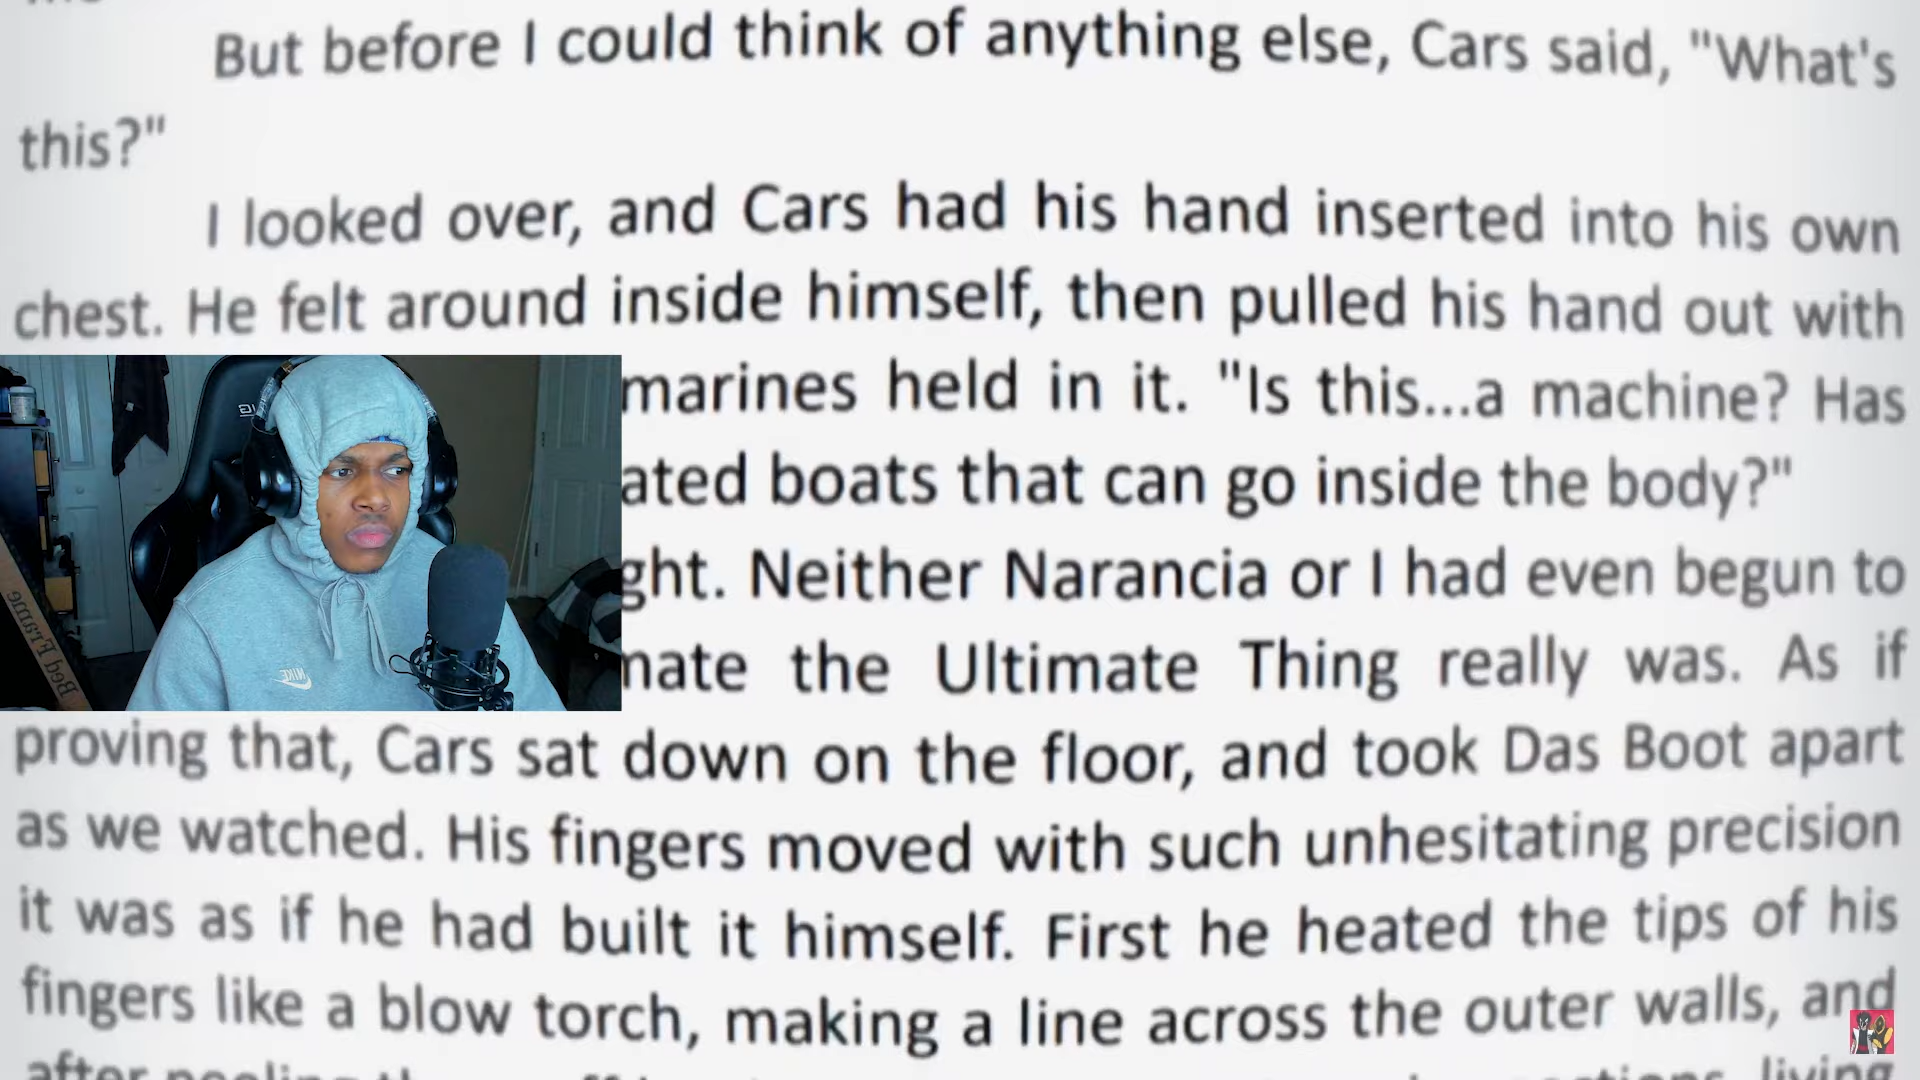 But before I could think of anything else, Cars said, "What's
this?"
I looked over, and Cars had his hand inserted into his own
chest. He felt around inside himself, then pulled his hand out with
marines held in it. "Is this...a machine? Has
ated boats that can go inside the body?"
ght. Neither Narancia or I had even begun to
mate the Ultimate Thing really was. As if
proving that, Cars sat down on the floor, and took Das Boot apart
as we watched. His fingers moved with such unhesitating precision
it was as if he had built it himself. First he heated the tips of his
fingers like a blow torch, making a line across the outer walls, and
NIKE
Bed Frame